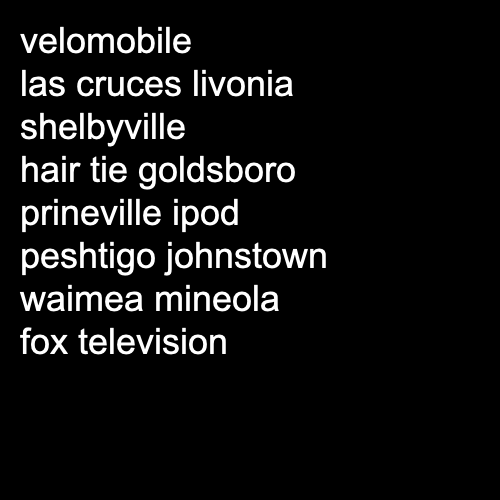 velomobile
las cruces livonia
shelbyville
hair tie goldsboro
prineville ipod
peshtigo johnstown
waimea mineola
fox television